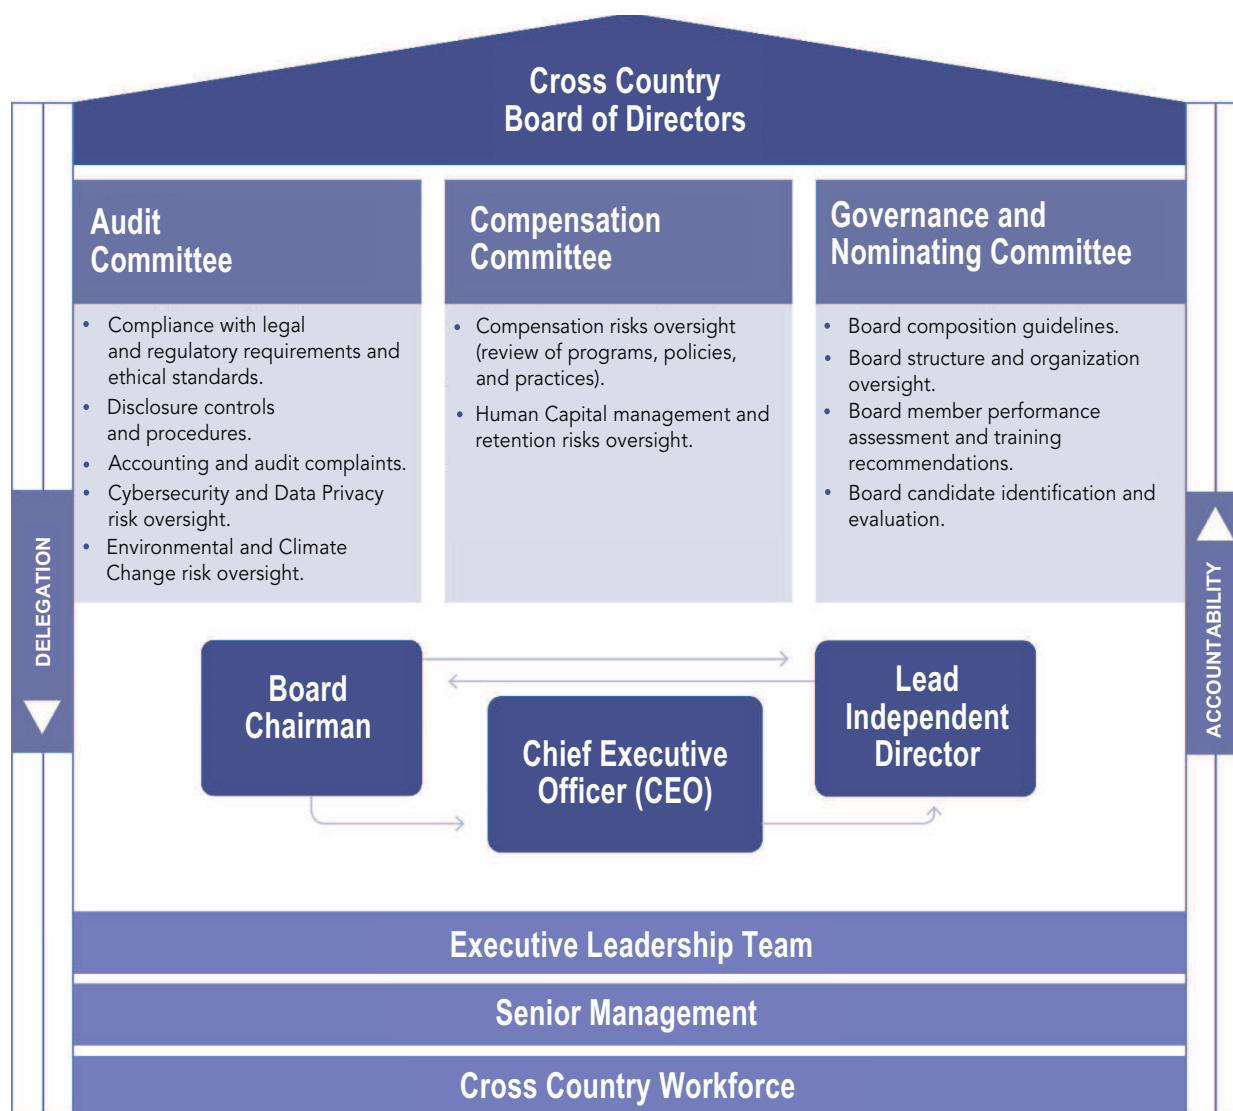 Cross Country
Board of Directors
Audit
Committee
• Compliance with legal
and regulatory requirements and
ethical standards.
• Disclosure controls
and procedures.
• Accounting and audit complaints.
• Cybersecurity and Data Privacy
risk oversight.
• Environmental and Climate
Change risk oversight.
Compensation
Committee
• Compensation risks oversight
(review of programs, policies,
and practices).
• Human Capital management and
retention risks oversight.
Governance and
Nominating Committee
• Board composition guidelines.
• Board structure and organization
oversight.
• Board member performance
assessment and training
recommendations.
• Board candidate identification and
evaluation.
DELEGATION
ACCOUNTABILITY
Board
Chairman
Chief Executive
Officer (CEO)
Lead
Independent
Director
Executive Leadership Team
Senior Management
Cross Country Workforce